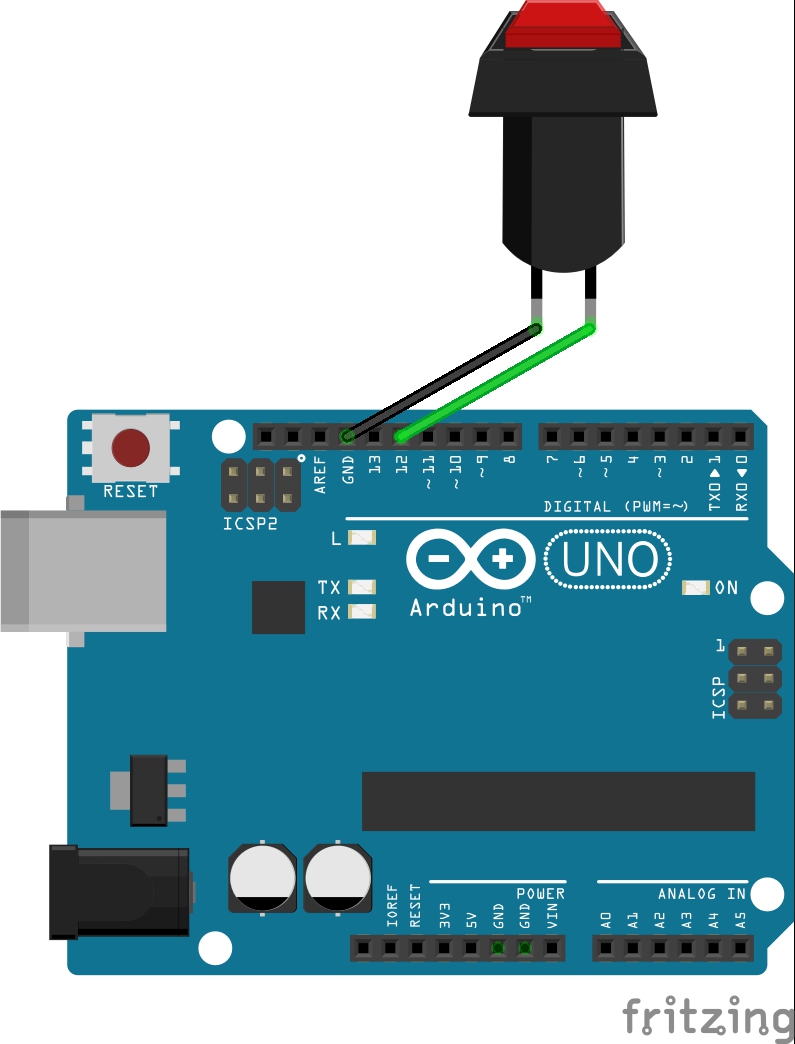 RESET
ICSP2
AREF
GND
13
12
~11
~10
~9
8
7
~6
~5
4
~3
2
TX0▶1
RX0◀0
DIGITAL (PWM=~)
L
TX
RX
UNO
Arduino™
ON
1
ICSP
IOREF
RESET
3V3
5V
GND
GND
VIN
POWER
A0
A1
A2
A3
A4
A5
ANALOG IN
fritzing